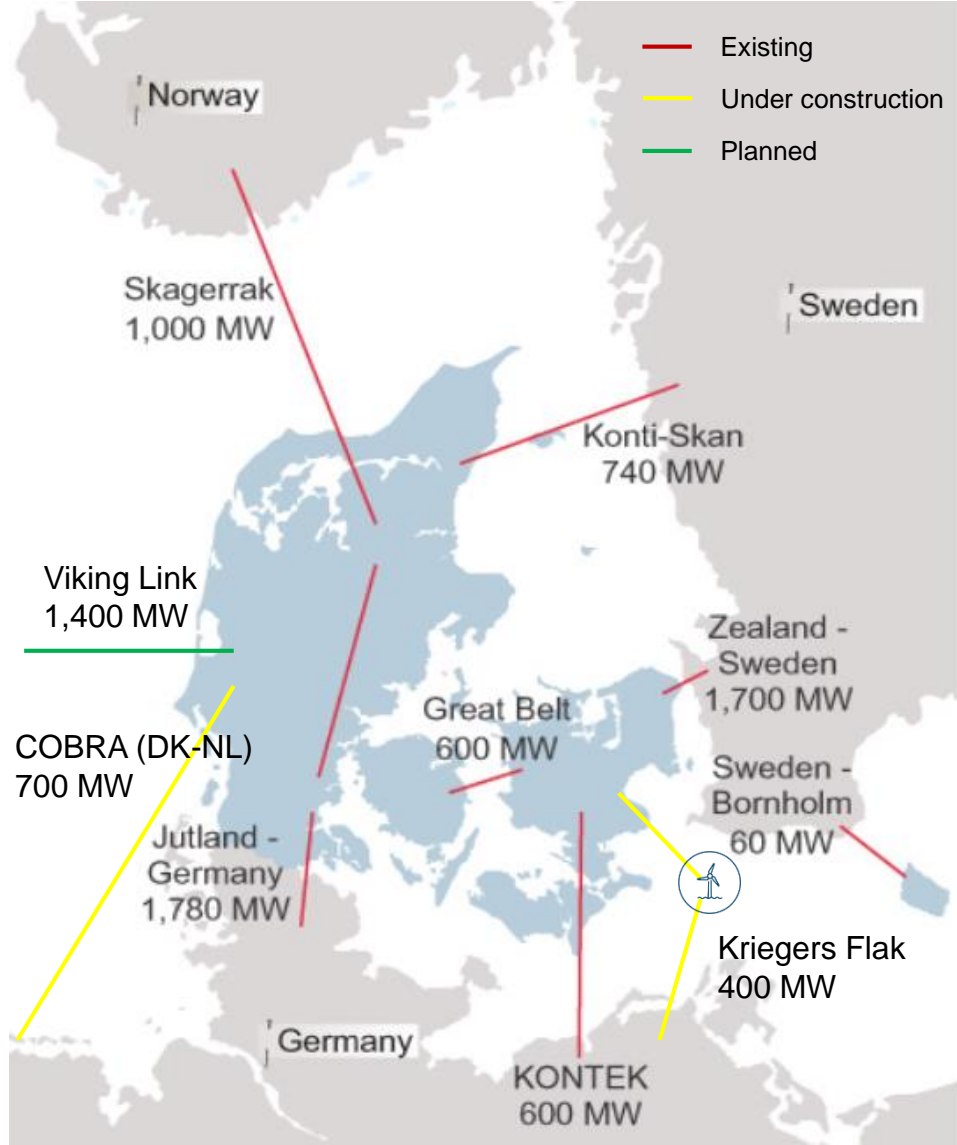 Existing
Norway
Under construction
Planned
Skagerrak
1,000 MW
Sweden
Konti-Skan
740 MW
Viking Link
1,400 MW
Zealand -
Sweden
1,700 MW
Great Belt
600 MW
COBRA (DK-NL)
700 MW
Sweden -
Bornholm
60 MW
Jutland -
Germany
1,780 MW
Kriegers Flak
400 MW
Germany
KONTEK
600 MW